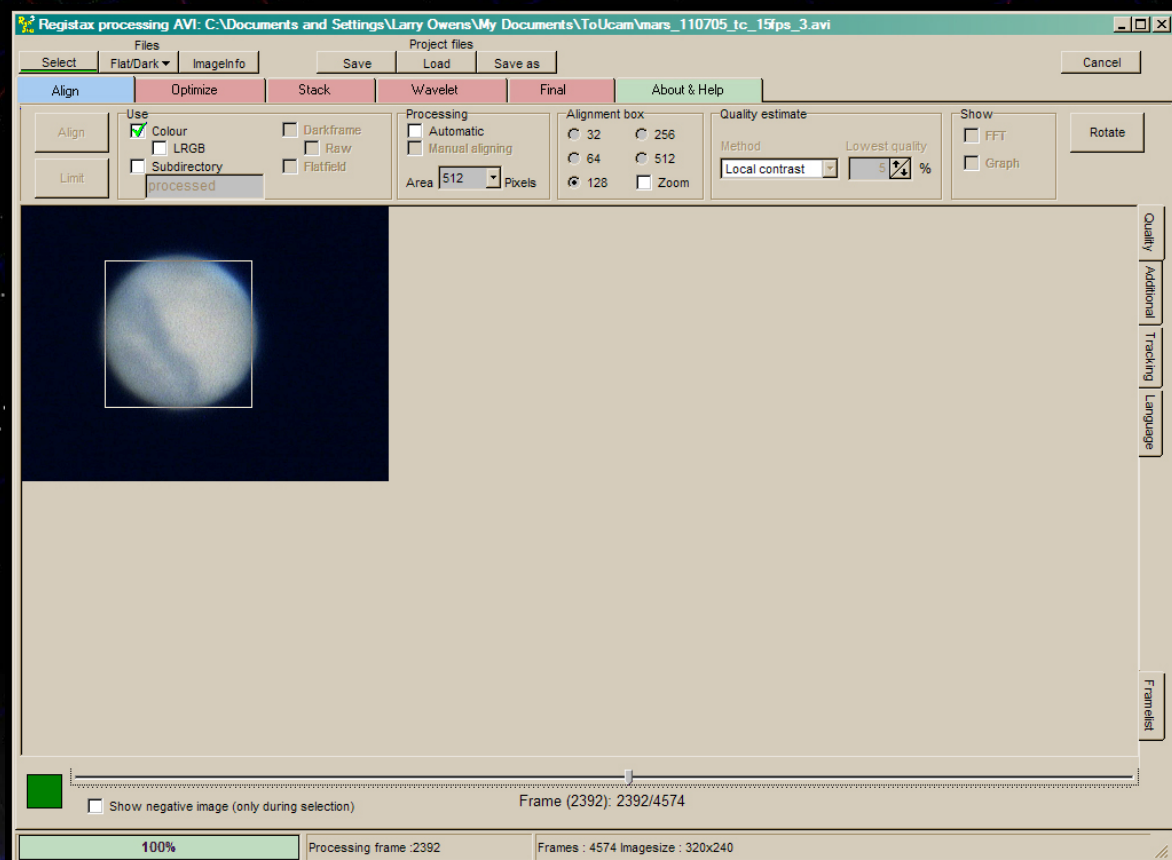 Registax processing AVI: C:\Documents and Settings\Larry Owens\My Documents\ToUcam\mars_110705_tc_15fps_3.avi
Files Project files
Select Flat/Dark ImageInfo Save Load Save as Cancel
Align Optimize Stack Wavelet Final About & Help
Use Processing Alignment box Quality estimate Show
Align Colour Darkframe Automatic 32 256 Method Lowest quality FFT Rotate
LRGB Raw Manual aligning 64 512 Local contrast 5 % Graph
Limit Subdirectory Flatfield Area 512 Pixels 128 Zoom
processed
Quality
Additional
Tracking
Language
Framelist
Show negative image (only during selection) Frame (2392): 2392/4574
100% Processing frame :2392 Frames : 4574 Imagesize : 320x240